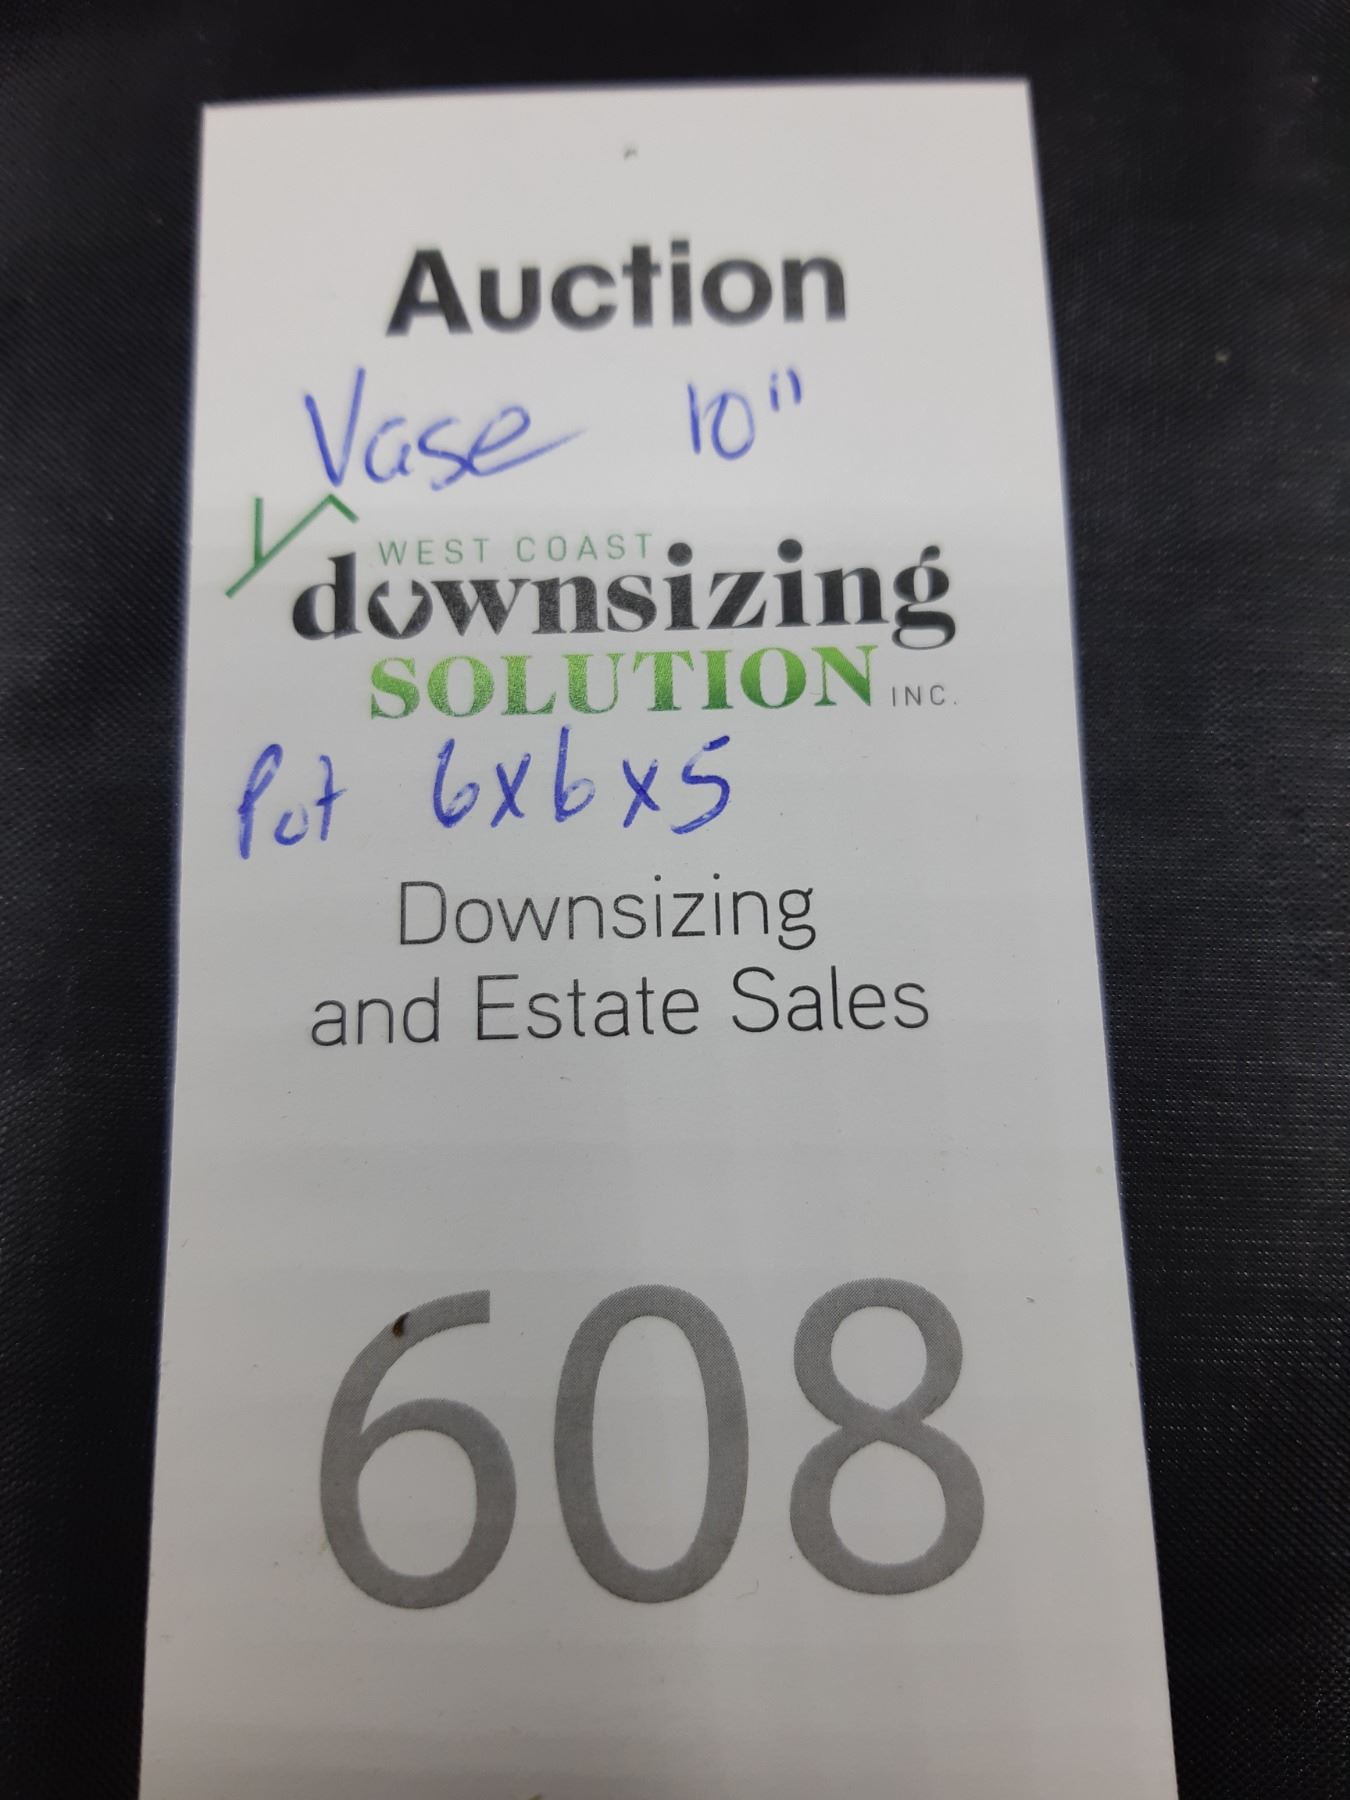 Auction
Vase 10"
WEST COAST
downsizing
SOLUTION INC.
Pot 6x6x5
Downsizing
and Estate Sales
608